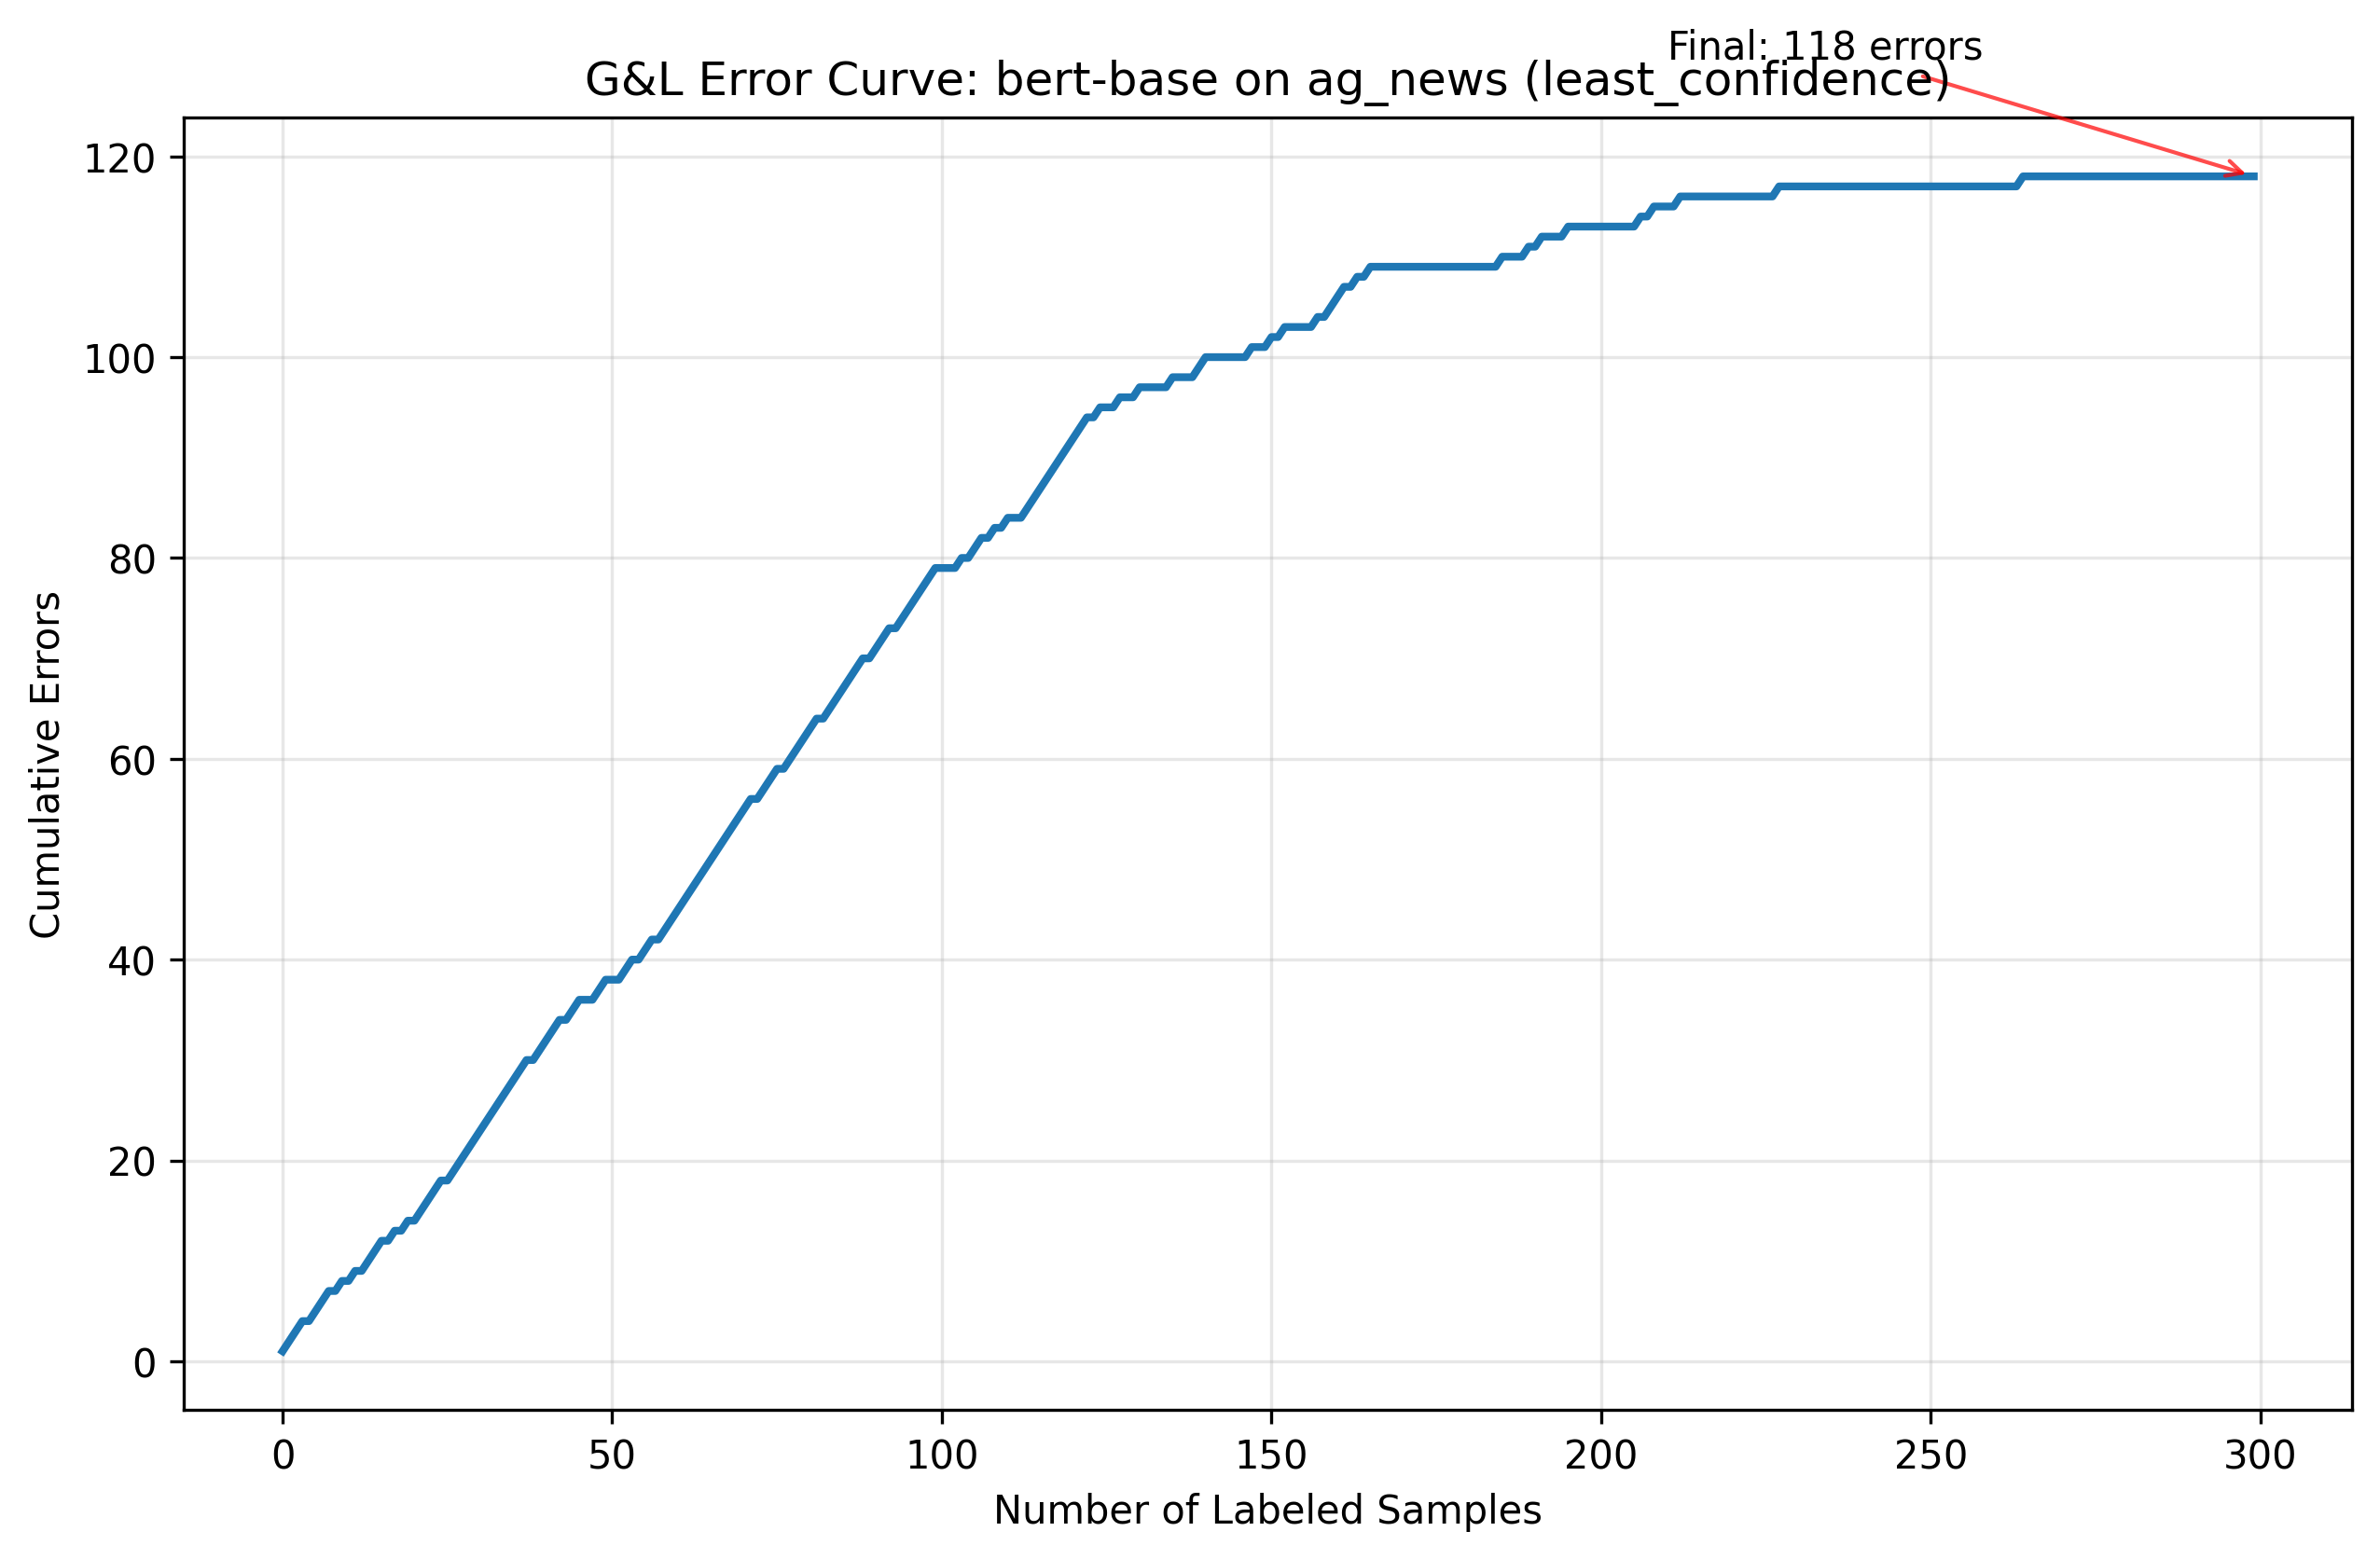 Final: 118 errors
G&L Error Curve: bert-base on ag_news (least_confidence)
120
100
80
60
40
20
0
Cumulative Errors
0 50 100 150 200 250 300
Number of Labeled Samples